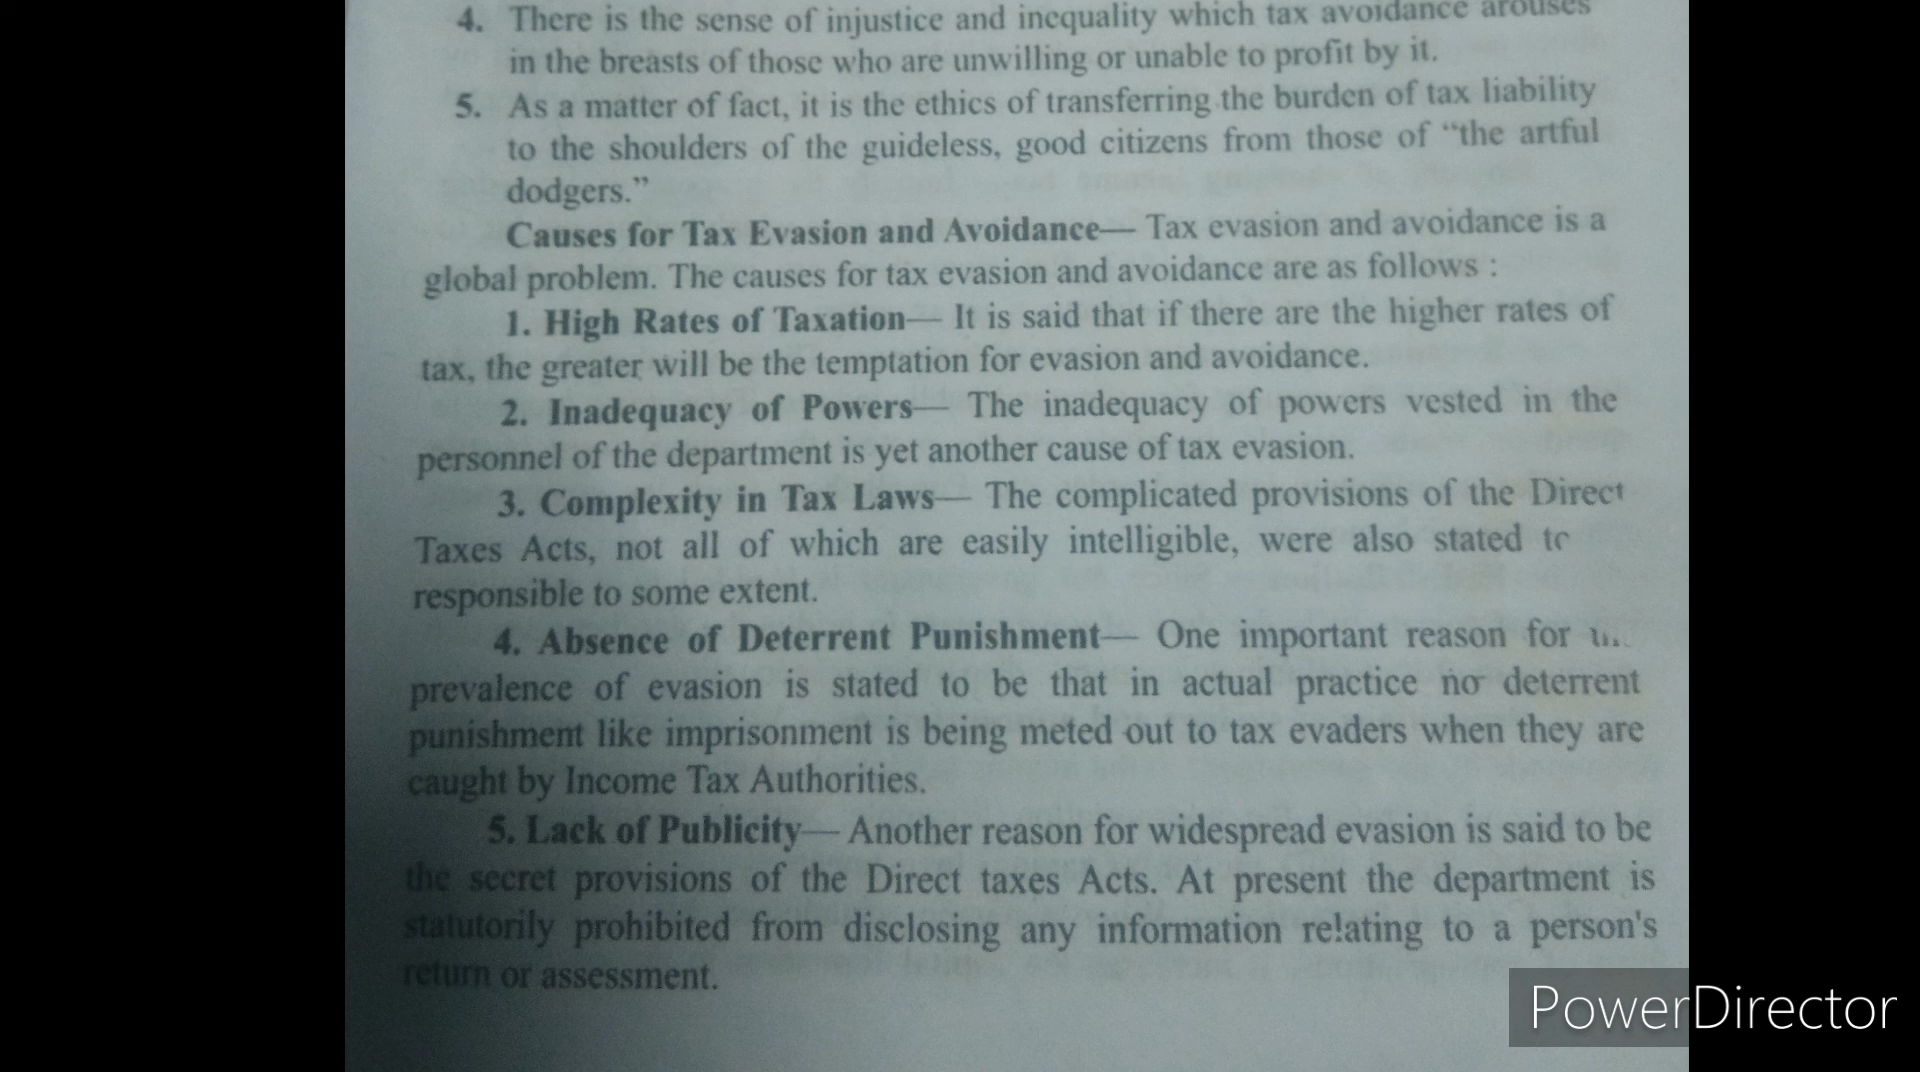 4. There is the sense of injustice and inequality which tax avoidance arouses
in the breasts of those who are unwilling or unable to profit by it.
5. As a matter of fact, it is the ethics of transferring the burden of tax liability
to the shoulders of the guideless, good citizens from those of “the artful
dodgers.”
Causes for Tax Evasion and Avoidance— Tax evasion and avoidance is a
global problem. The causes for tax evasion and avoidance are as follows :
1. High Rates of Taxation— It is said that if there are the higher rates of
tax, the greater will be the temptation for evasion and avoidance.
2. Inadequacy of Powers— The inadequacy of powers vested in the
personnel of the department is yet another cause of tax evasion.
3. Complexity in Tax Laws— The complicated provisions of the Direct
Taxes Acts, not all of which are easily intelligible, were also stated
responsible to some extent.
4. Absence of Deterrent Punishment— One important reason for
prevalence of evasion is stated to be that in actual practice no deterrent
punishment like imprisonment is being meted out to tax evaders when they are
caught by Income Tax Authorities.
5. Lack of Publicity— Another reason for widespread evasion is said to be
the secret provisions of the Direct taxes Acts. At present the department is
statutorily prohibited from disclosing any information relating to a person's
return or assessment.
PowerDirector